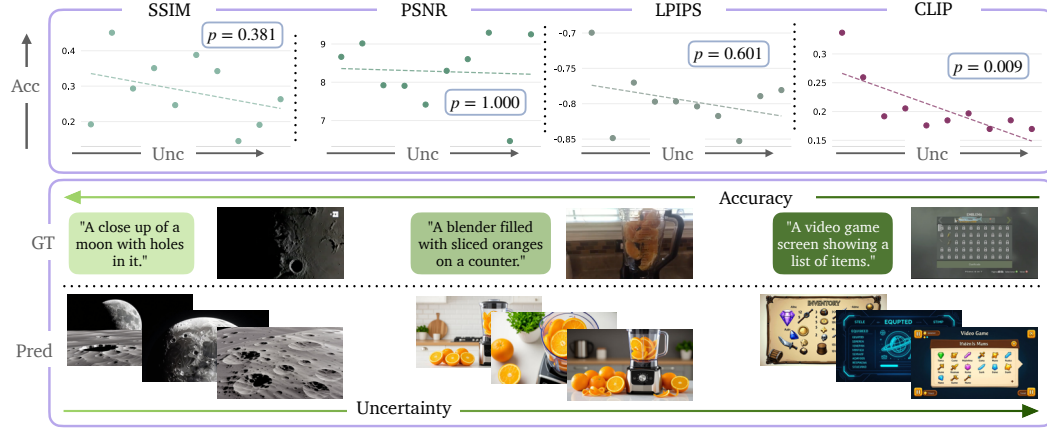 SSIM
PSNR
LPIPS
CLIP
Acc
0.4
0.3
0.2
p = 0.381
9
8
7
p = 1.000
-0.7
-0.75
-0.8
-0.85
p = 0.601
0.3
0.25
0.2
0.15
p = 0.009
Unc
Unc
Unc
Unc
Accuracy
GT
"A close up of a
moon with holes
in it."
"A blender filled
with sliced oranges
on a counter."
"A video game
screen showing a
list of items."
Pred
INVENTORY
EQUPTED
Video Game
Uncertainty